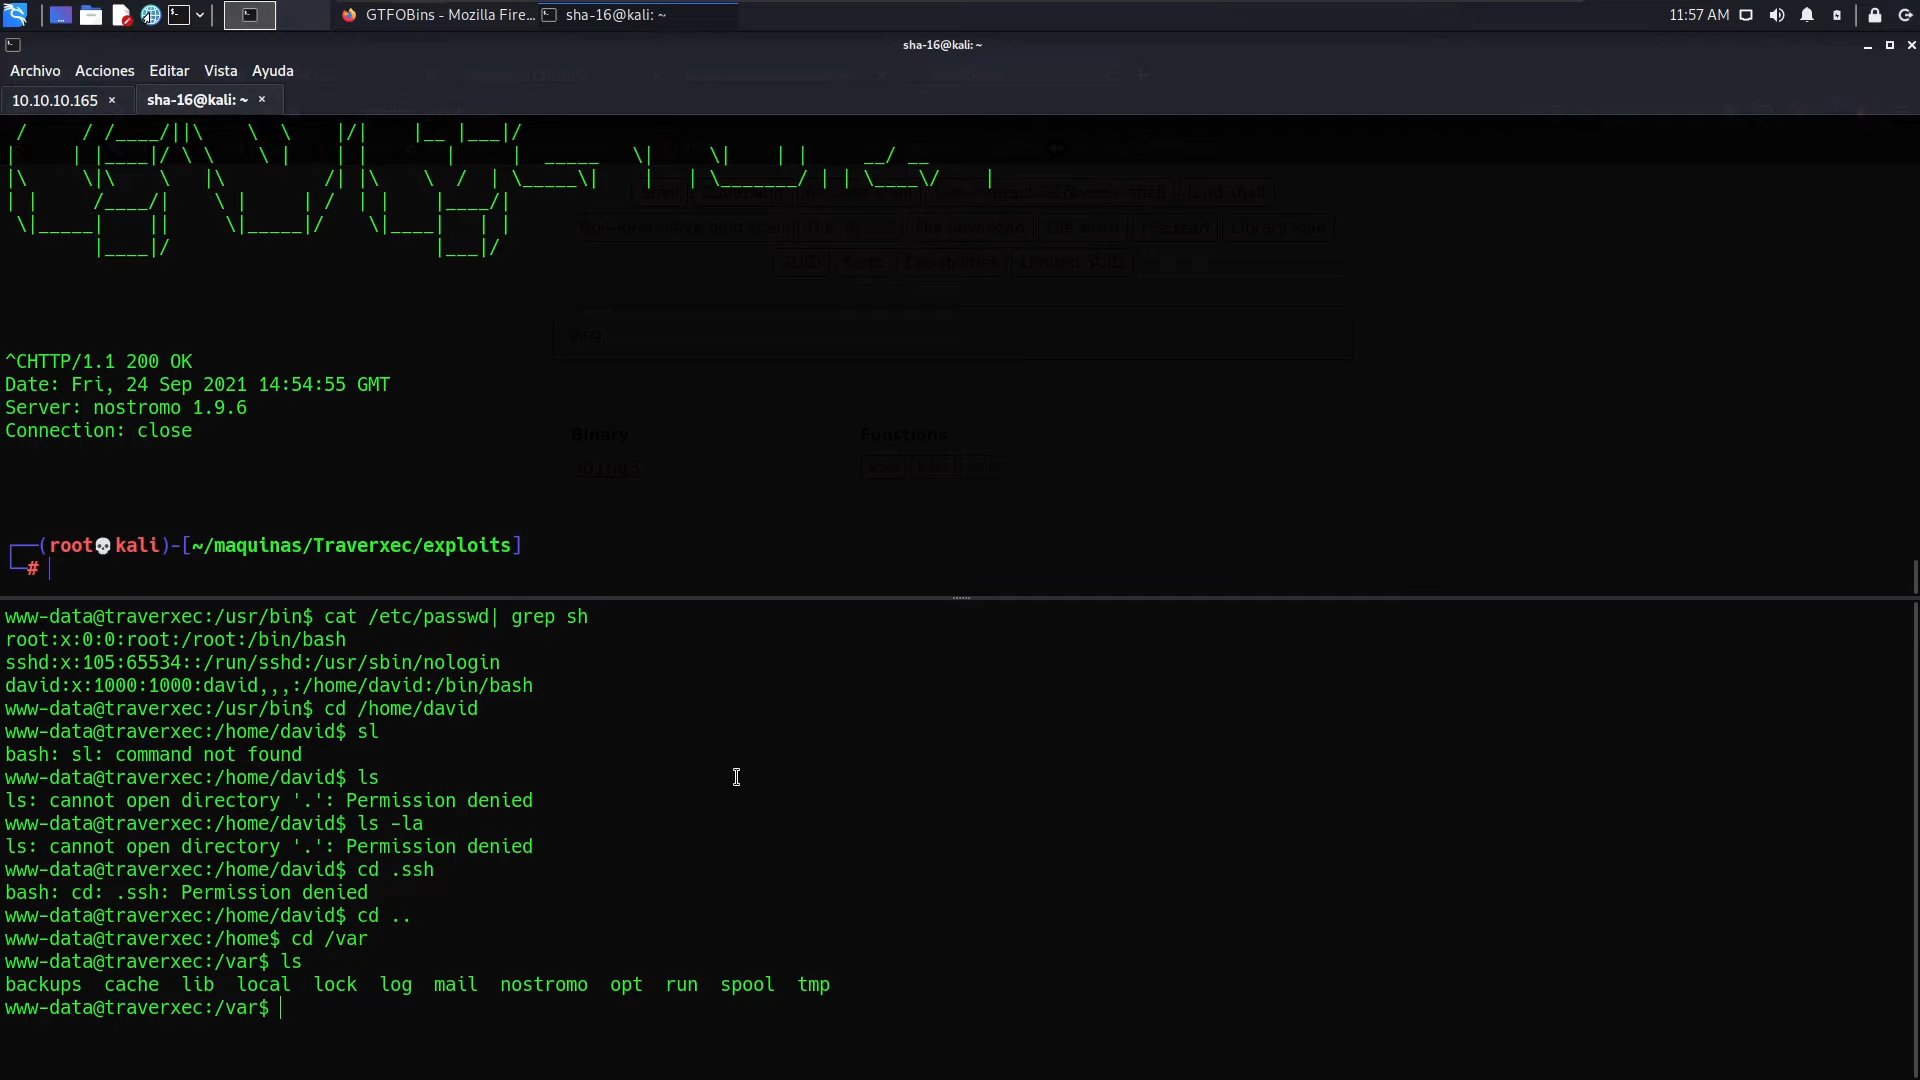 GTFOBins - Mozilla Fire...
sha-16@kali: ~
11:57 AM
sha-16@kali: ~
Archivo Acciones Editar Vista Ayuda
10.10.10.165 ×
sha-16@kali: ~ ×
^CHTTP/1.1 200 OK
Date: Fri, 24 Sep 2021 14:54:55 GMT
Server: nostromo 1.9.6
Connection: close
Binary Functions
┌──(root💀kali)-[~/maquinas/Traverxec/exploits]
└─#
www-data@traverxec:/usr/bin$ cat /etc/passwd| grep sh
root:x:0:0:root:/root:/bin/bash
sshd:x:105:65534::/run/sshd:/usr/sbin/nologin
david:x:1000:1000:david,,,:/home/david:/bin/bash
www-data@traverxec:/usr/bin$ cd /home/david
www-data@traverxec:/home/david$ sl
bash: sl: command not found
www-data@traverxec:/home/david$ ls
ls: cannot open directory '.': Permission denied
www-data@traverxec:/home/david$ ls -la
ls: cannot open directory '.': Permission denied
www-data@traverxec:/home/david$ cd .ssh
bash: cd: .ssh: Permission denied
www-data@traverxec:/home/david$ cd ..
www-data@traverxec:/home$ cd /var
www-data@traverxec:/var$ ls
backups cache lib local lock log mail nostromo opt run spool tmp
www-data@traverxec:/var$